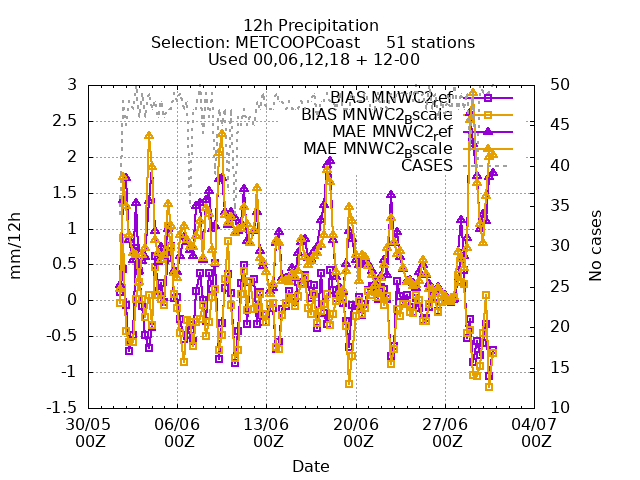 12h Precipitation
Selection: METCOOPCoast 51 stations
Used 00,06,12,18 + 12-00
BIAS MNWC2_ref
BIAS MNWC2_Bscale
MAE MNWC2_ref
MAE MNWC2_Bscale
CASES
3
2.5
2
1.5
1
0.5
0
-0.5
-1
-1.5
50
45
40
35
30
25
20
15
10
mm/12h
No cases
30/05 06/06 13/06 20/06 27/06 04/07
00Z 00Z 00Z 00Z 00Z 00Z
Date